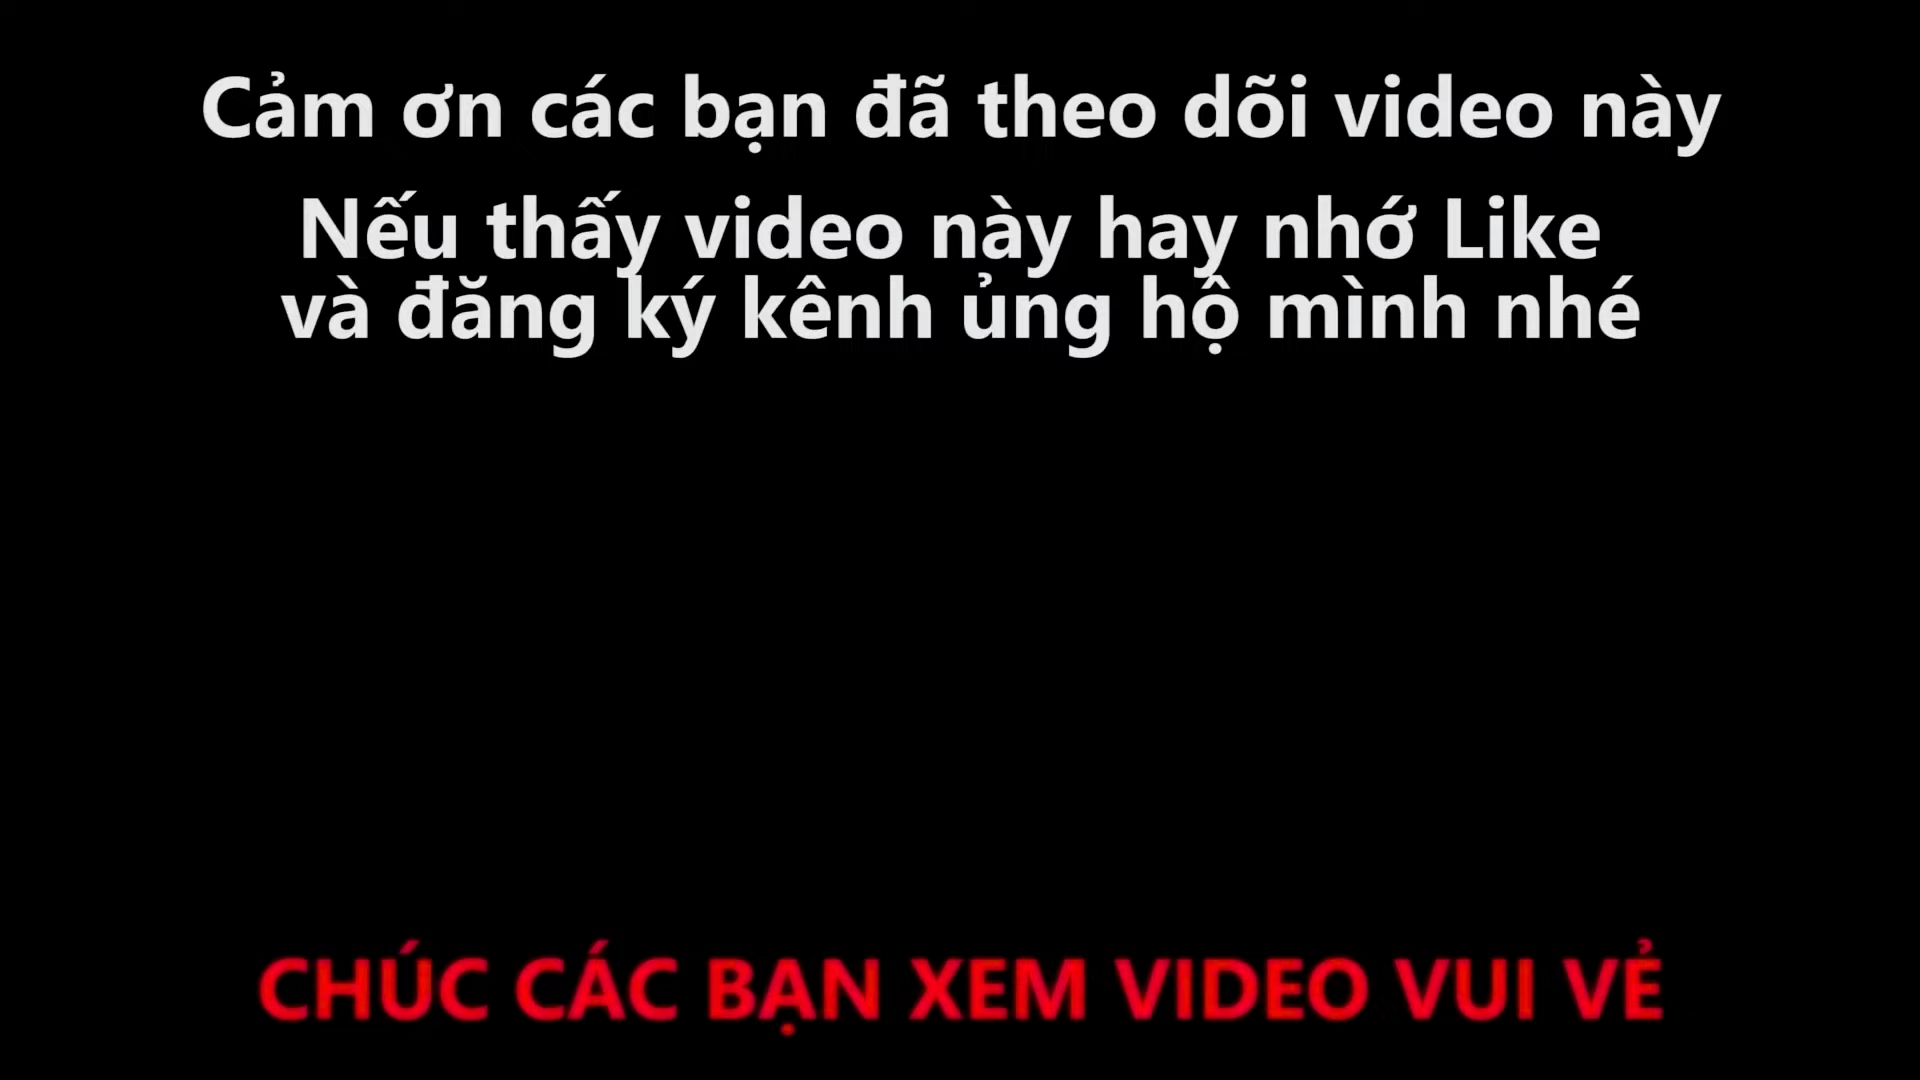 Cảm ơn các bạn đã theo dõi video này
Nếu thấy video này hay nhớ Like
và đăng ký kênh ủng hộ mình nhé
CHÚC CÁC BẠN XEM VIDEO VUI VẺ